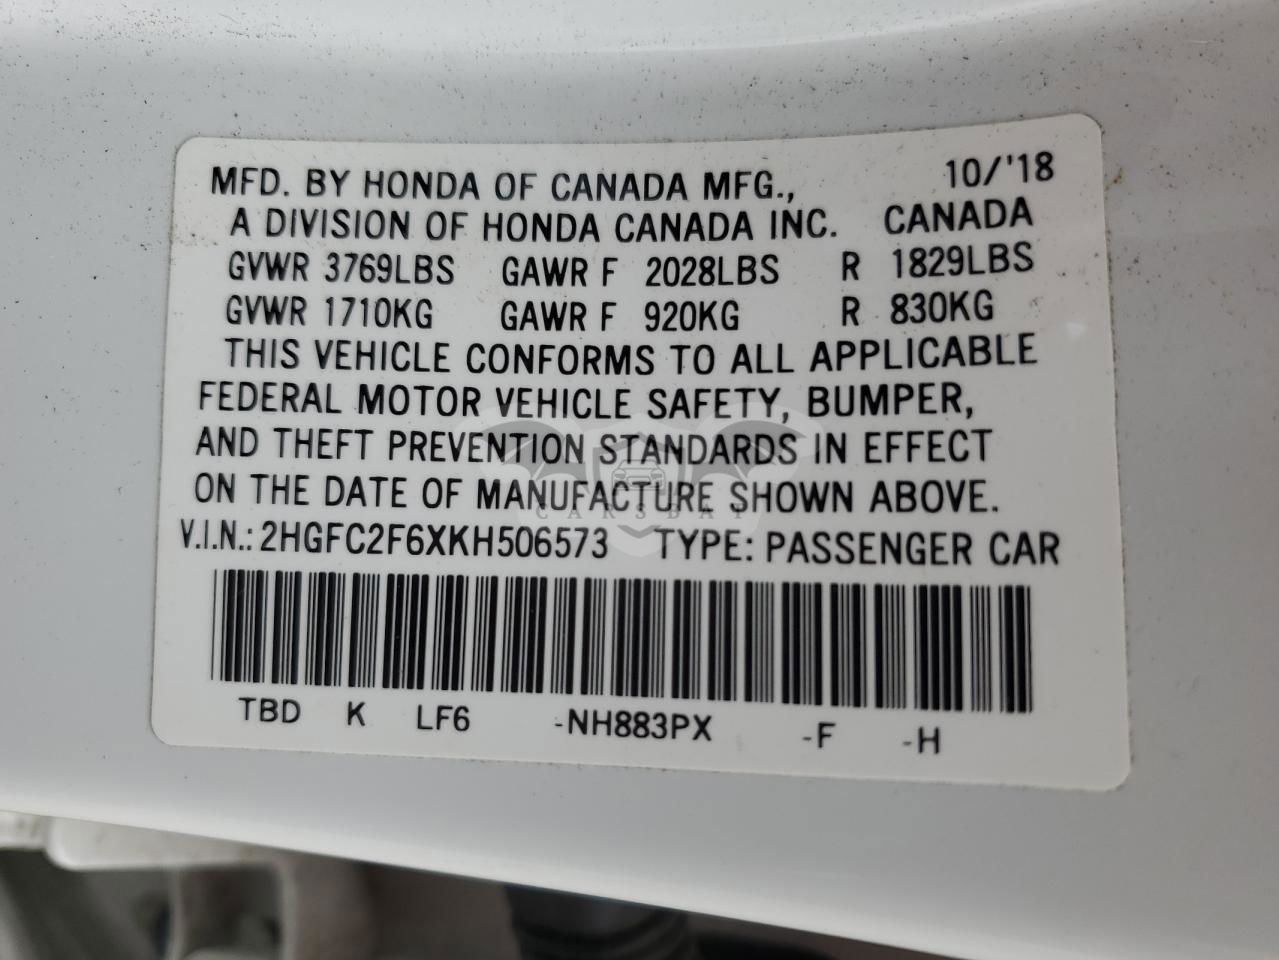 MFD. BY HONDA OF CANADA MFG., 10/'18
A DIVISION OF HONDA CANADA INC. CANADA
GVWR 3769LBS GAWR F 2028LBS R 1829LBS
GVWR 1710KG GAWR F 920KG R 830KG
THIS VEHICLE CONFORMS TO ALL APPLICABLE
FEDERAL MOTOR VEHICLE SAFETY, BUMPER,
AND THEFT PREVENTION STANDARDS IN EFFECT
ON THE DATE OF MANUFACTURE SHOWN ABOVE.
CARSBAT
V.I.N.: 2HGFC2F6XKH506573 TYPE: PASSENGER CAR
TBD K LF6 -NH883PX -F -H